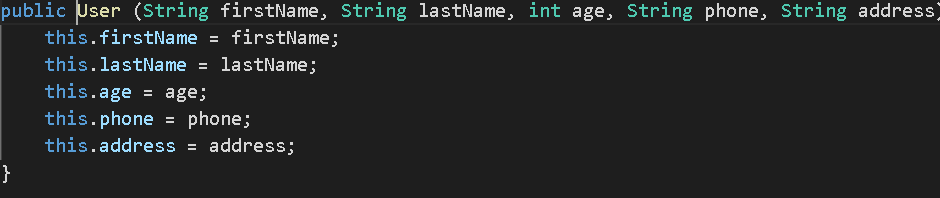 public User (String firstName, String lastName, int age, String phone, String address)
this.firstName = firstName;
this.lastName = lastName;
this.age = age;
this.phone = phone;
this.address = address;
}